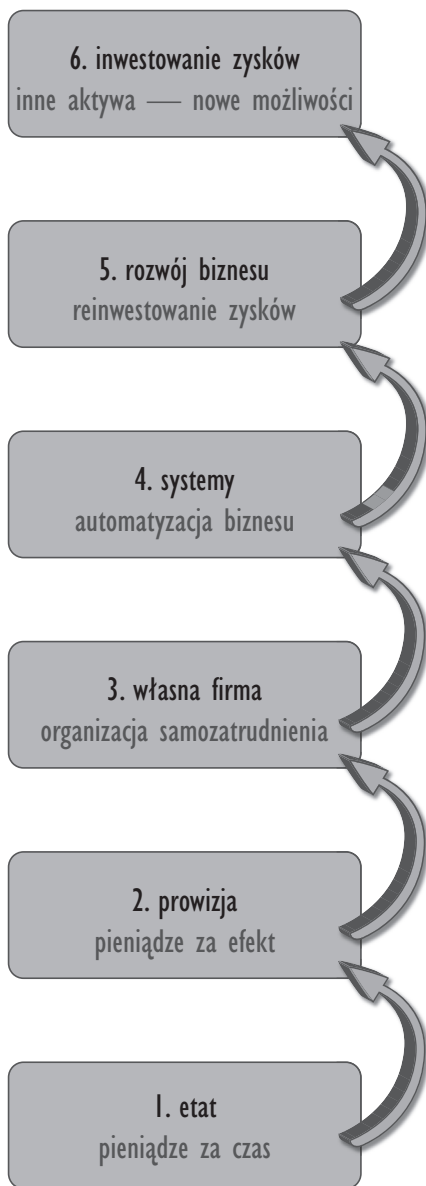 6. inwestowanie zysków
inne aktywa — nowe możliwości
5. rozwój biznesu
reinwestowanie zysków
4. systemy
automatyzacja biznesu
3. własna firma
organizacja samozatrudnienia
2. prowizja
pieniądze za efekt
1. etat
pieniądze za czas